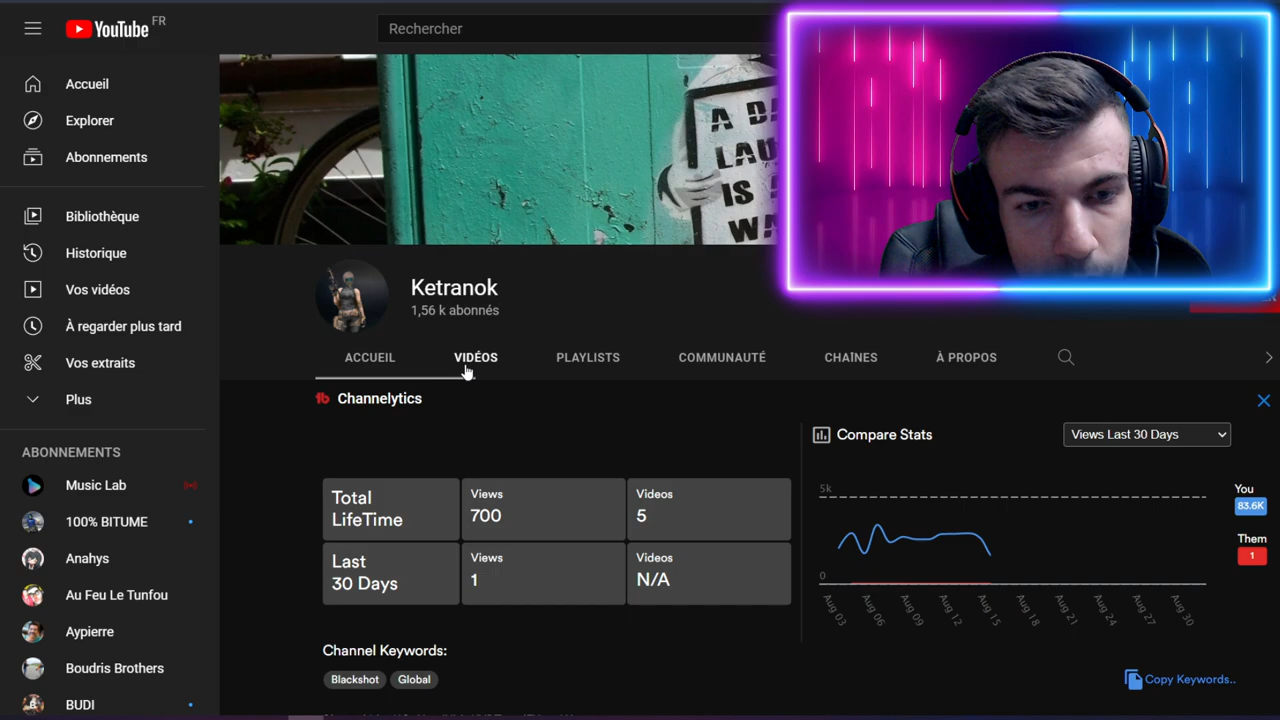 YouTube FR
Rechercher
Accueil
Explorer
Abonnements
Bibliothèque
Historique
Vos vidéos
À regarder plus tard
Vos extraits
Plus
ABONNEMENTS
Music Lab
100% BITUME
Anahys
Au Feu Le Tunfou
Aypierre
Boudris Brothers
BUDI
A
LAU
IS
WA
Ketranok
1,56 k abonnés
ACCUEIL VIDÉOS PLAYLISTS COMMUNAUTÉ CHAÎNES À PROPOS
Channelytics
Total LifeTime
Views
700
Videos
5
Last 30 Days
Views
1
Videos
N/A
Channel Keywords:
Blackshot Global
Compare Stats
Views Last 30 Days
5k
0
Aug 03 Aug 06 Aug 09 Aug 12 Aug 15 Aug 18 Aug 21 Aug 24 Aug 27 Aug 30
You
83.6K
Them
1
Copy Keywords..